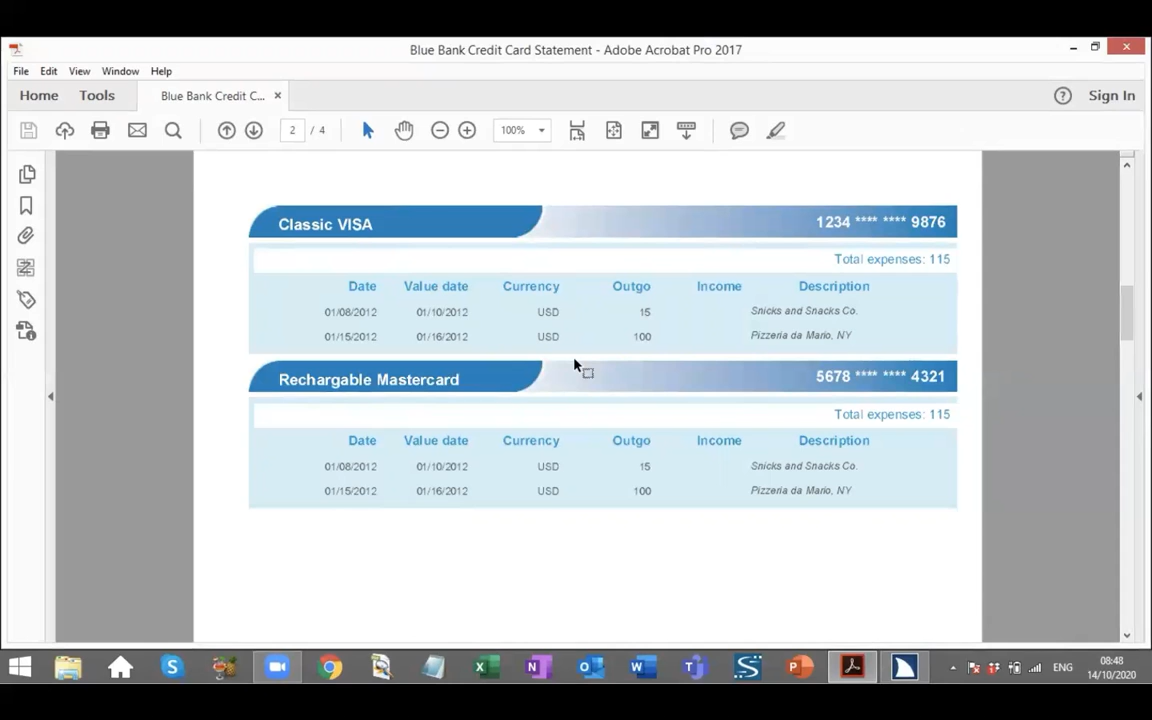 Blue Bank Credit Card Statement - Adobe Acrobat Pro 2017
File Edit View Window Help
Home Tools Blue Bank Credit C... × Sign In
2 / 4 100%
Classic VISA 1234 **** **** 9876
Total expenses: 115
Date Value date Currency Outgo Income Description
01/08/2012 01/10/2012 USD 15 Snicks and Snacks Co.
01/15/2012 01/16/2012 USD 100 Pizzeria da Mario, NY
Rechargable Mastercard 5678 **** **** 4321
Total expenses: 115
Date Value date Currency Outgo Income Description
01/08/2012 01/10/2012 USD 15 Snicks and Snacks Co.
01/15/2012 01/16/2012 USD 100 Pizzeria da Mario, NY
ENG 08:48
14/10/2020